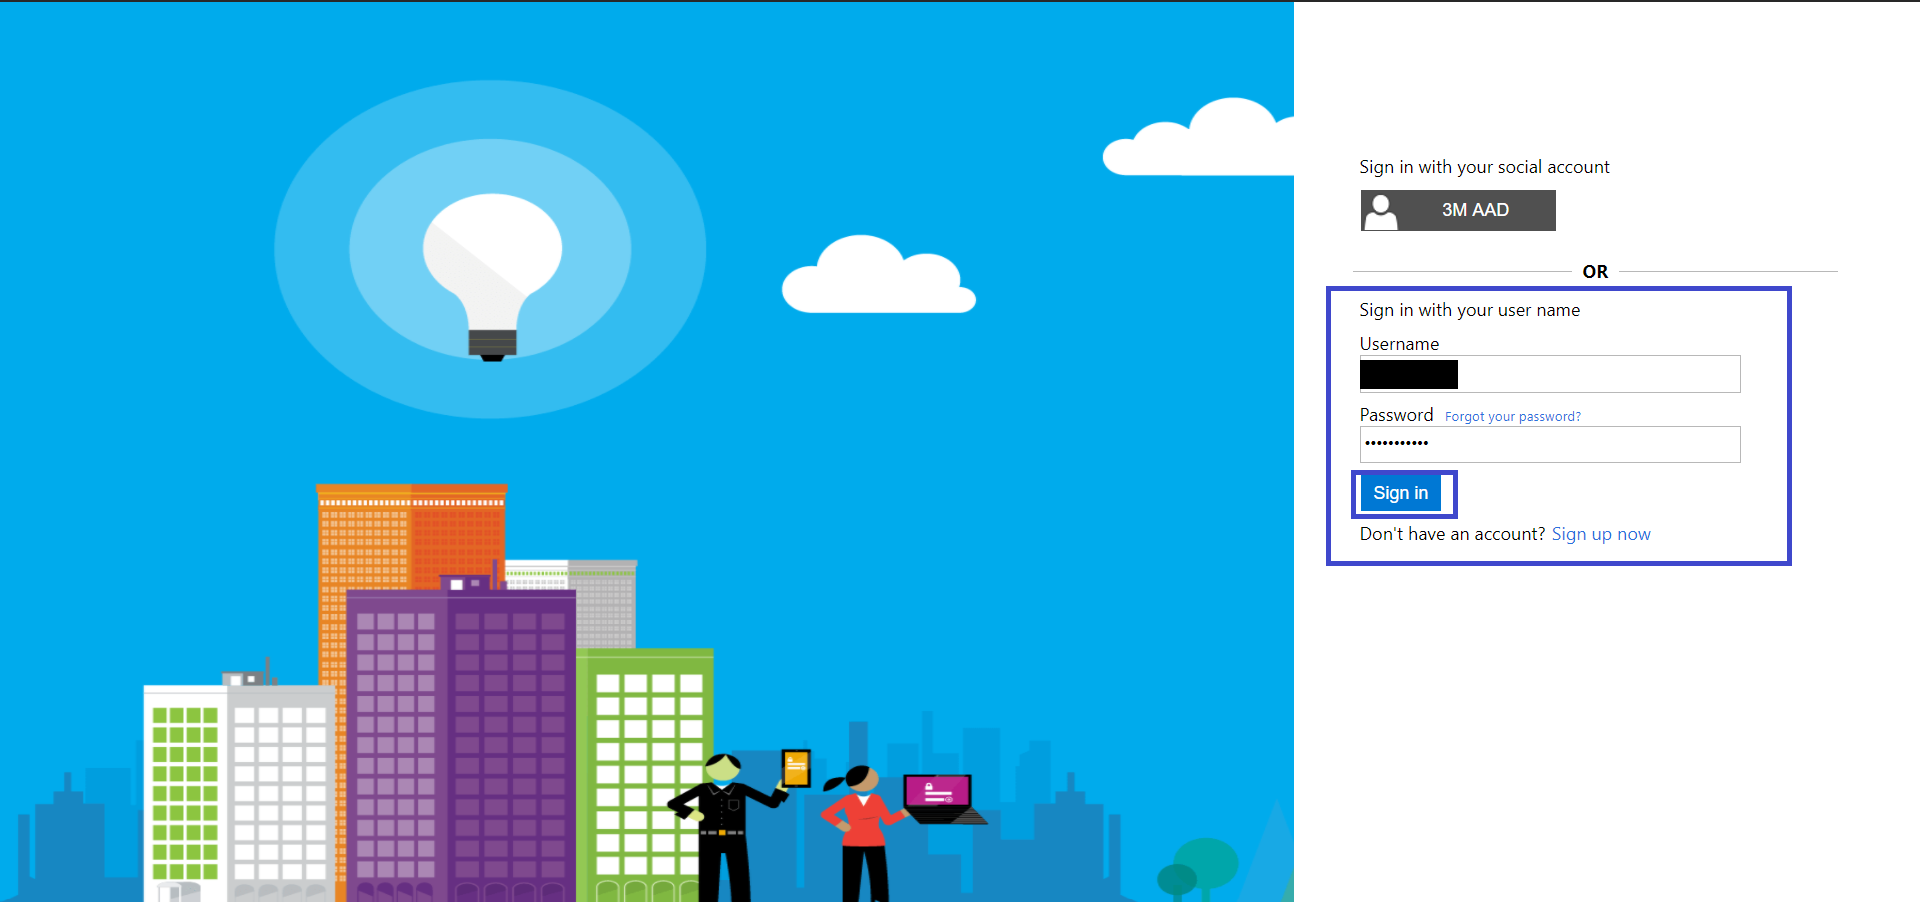 Sign in with your social account
3M AAD
OR
Sign in with your user name
Username
Password Forgot your password?
•••••••••••
Sign in
Don't have an account? Sign up now